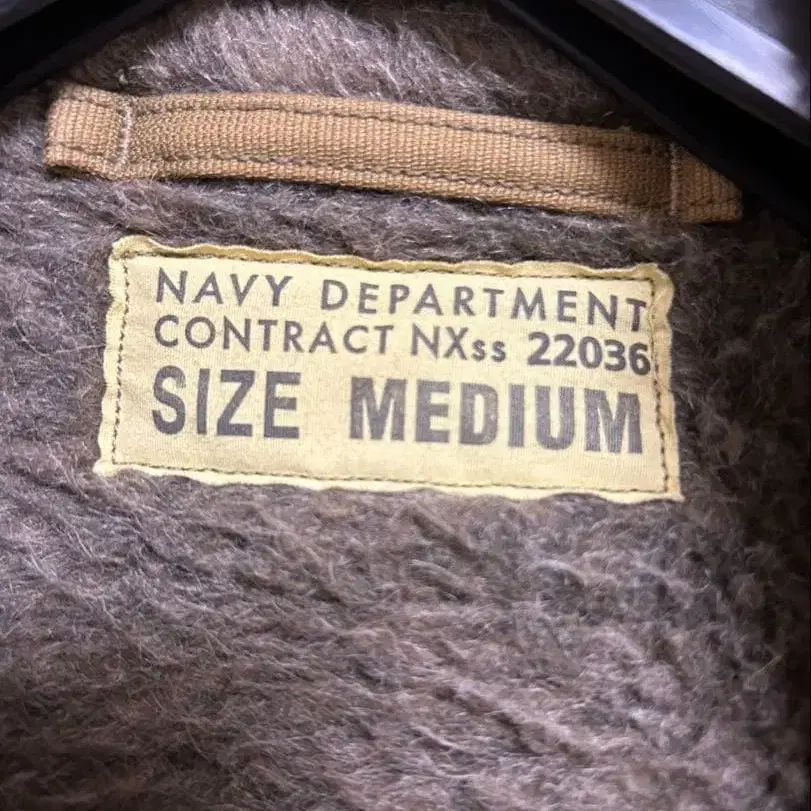 NAVY DEPARTMENT
CONTRACT NXss 22036
SIZE MEDIUM